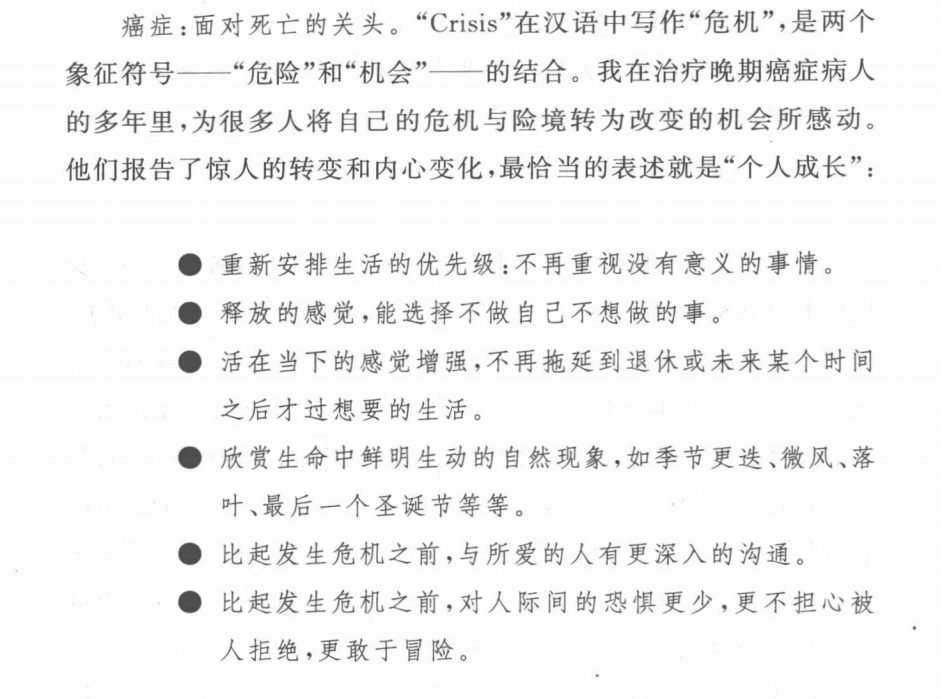 癌症:面对死亡的关头。“Crisis”在汉语中写作“危机”,是两个
象征符号——“危险”和“机会”——的结合。我在治疗晚期癌症病人
的多年里,为很多人将自己的危机与险境转为改变的机会所感动。
他们报告了惊人的转变和内心变化,最恰当的表述就是“个人成长”:
● 重新安排生活的优先级:不再重视没有意义的事情。
● 释放的感觉,能选择不做自己不想做的事。
● 活在当下的感觉增强,不再拖延到退休或未来某个时间
之后才过想要的生活。
● 欣赏生命中鲜明生动的自然现象,如季节更迭、微风、落
叶、最后一个圣诞节等等。
● 比起发生危机之前,与所爱的人有更深入的沟通。
● 比起发生危机之前,对人际间的恐惧更少,更不担心被
人拒绝,更敢于冒险。